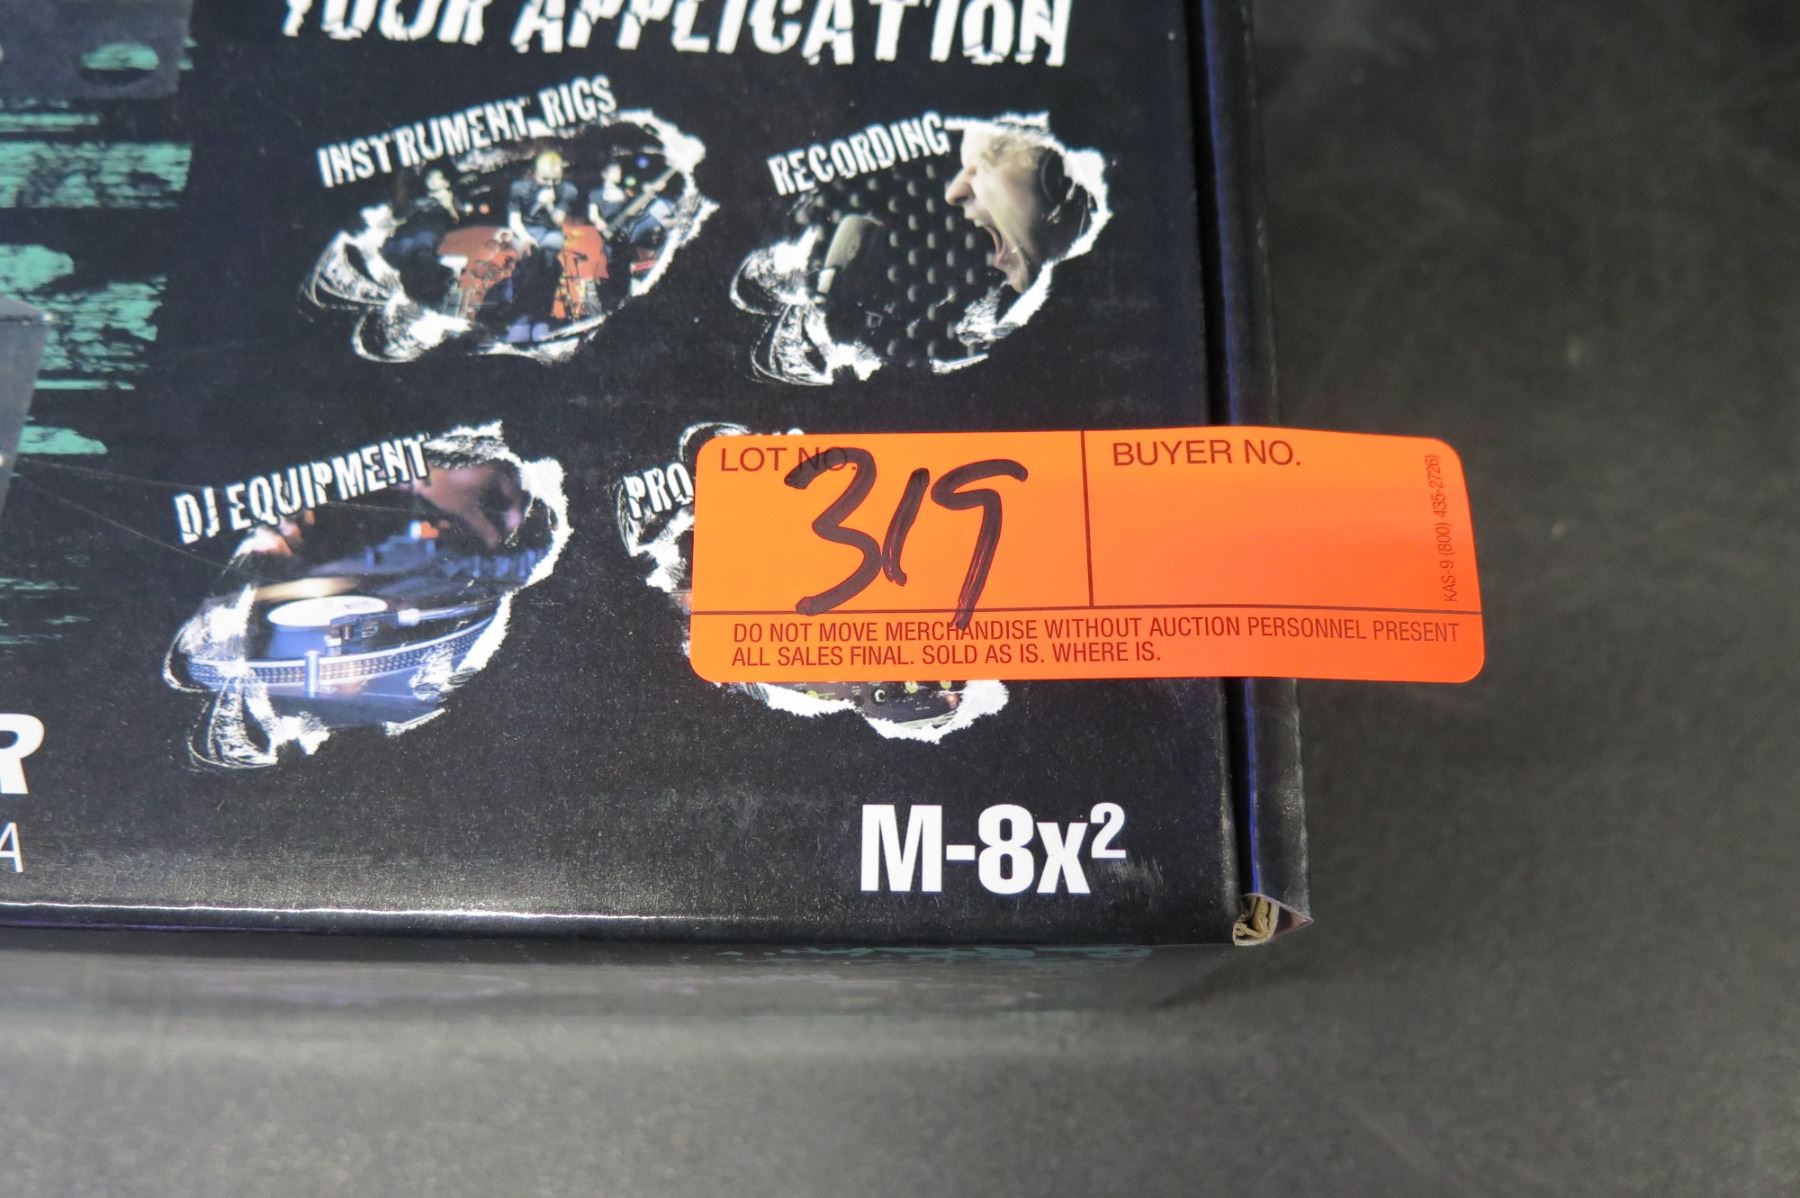 YOUR APPLICATION
INSTRUMENT RIGS
RECORDING
DJ EQUIPMENT
PRO
LOT NO. 319
BUYER NO.
KAS-9 (800) 435-2726)
DO NOT MOVE MERCHANDISE WITHOUT AUCTION PERSONNEL PRESENT
ALL SALES FINAL. SOLD AS IS. WHERE IS.
R
A
M-8x²